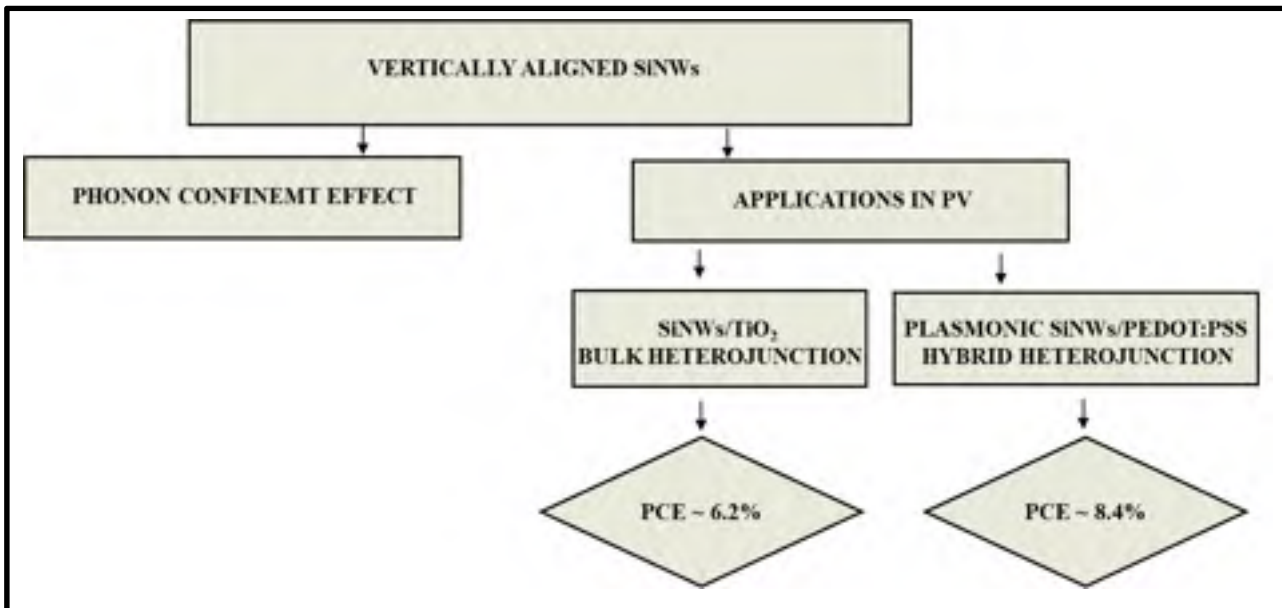 VERTICALLY ALIGNED SiNWs
PHONON CONFINEMT EFFECT
APPLICATIONS IN PV
SiNWs/TiO₂
BULK HETEROJUNCTION
PLASMONIC SiNWs/PEDOT:PSS
HYBRID HETEROJUNCTION
PCE ~ 6.2%
PCE ~ 8.4%